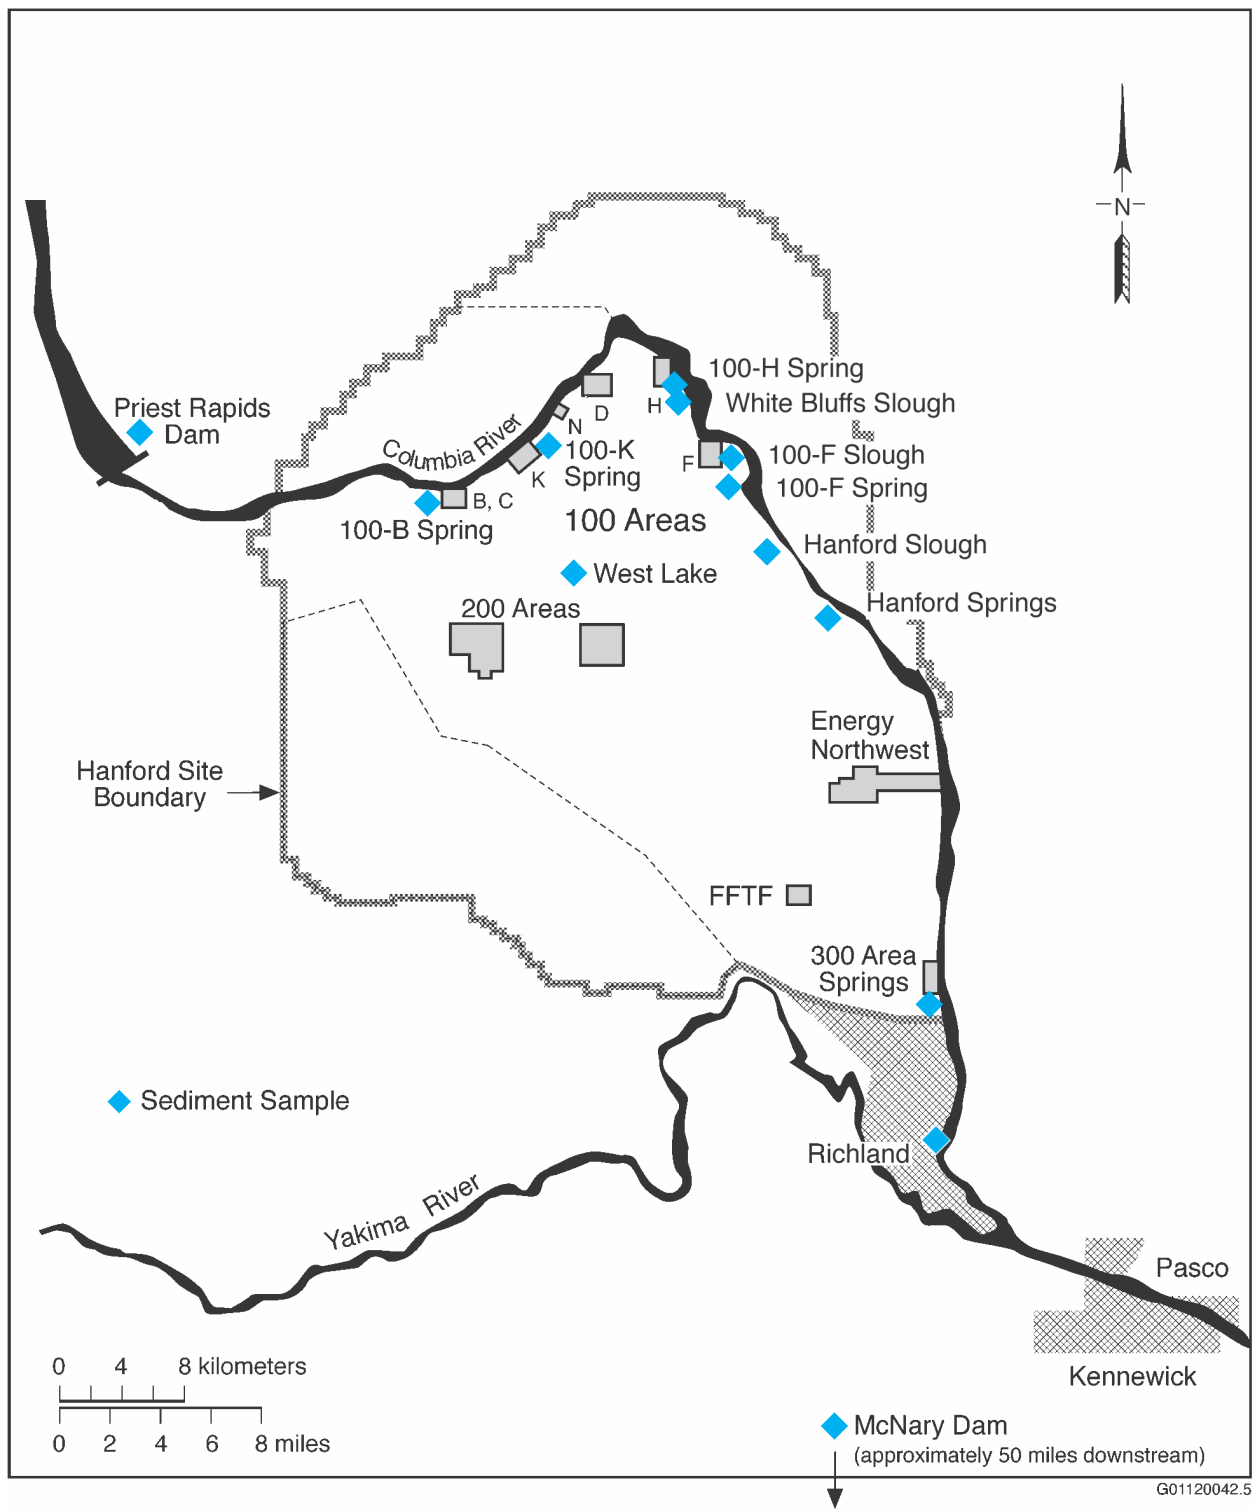 N
100-H Spring
White Bluffs Slough
Priest Rapids
Dam
H
D
N
Columbia River
100-K
Spring
K
F
100-F Slough
100-F Spring
B, C
100-B Spring
100 Areas
Hanford Slough
West Lake
Hanford Springs
200 Areas
Energy
Northwest
Hanford Site
Boundary
FFTF
300 Area
Springs
Sediment Sample
Richland
Yakima River
Pasco
Kennewick
0 4 8 kilometers
0 2 4 6 8 miles
McNary Dam
(approximately 50 miles downstream)
G01120042.5